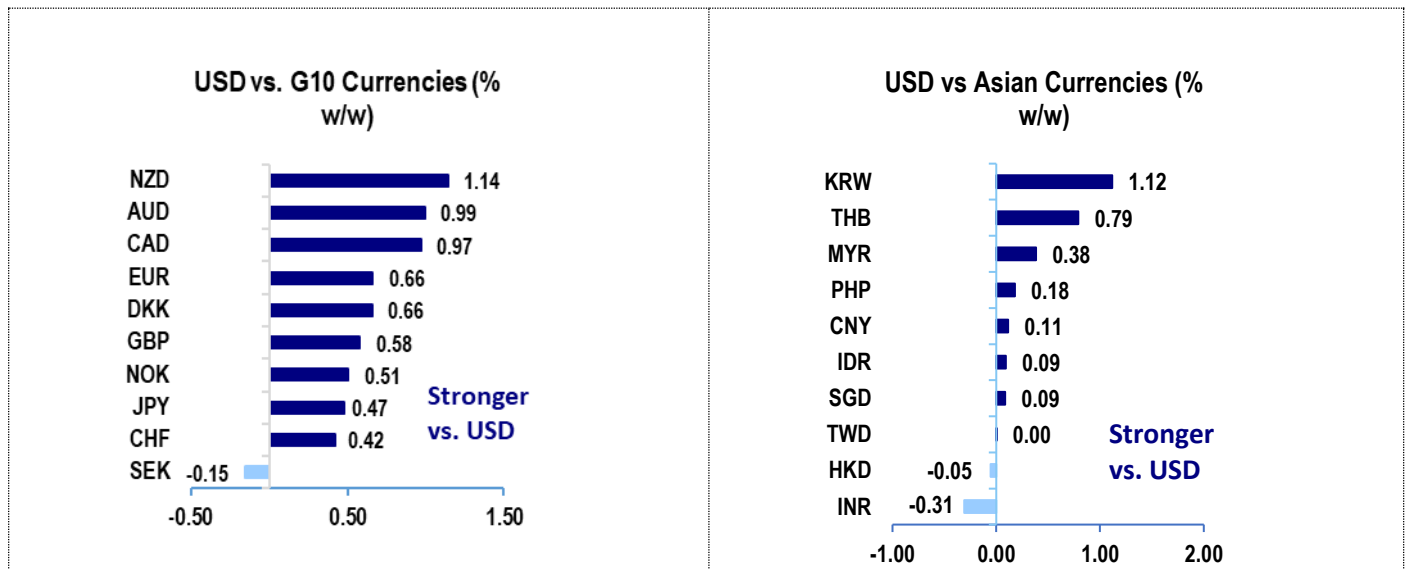 USD vs. G10 Currencies (%
w/w)
NZD 1.14
AUD 0.99
CAD 0.97
EUR 0.66
DKK 0.66
GBP 0.58
NOK 0.51
JPY 0.47
CHF 0.42
SEK -0.15
Stronger
vs. USD
-0.50 0.50 1.50
USD vs Asian Currencies (%
w/w)
KRW 1.12
THB 0.79
MYR 0.38
PHP 0.18
CNY 0.11
IDR 0.09
SGD 0.09
TWD 0.00
HKD -0.05
INR -0.31
Stronger
vs. USD
-1.00 0.00 1.00 2.00